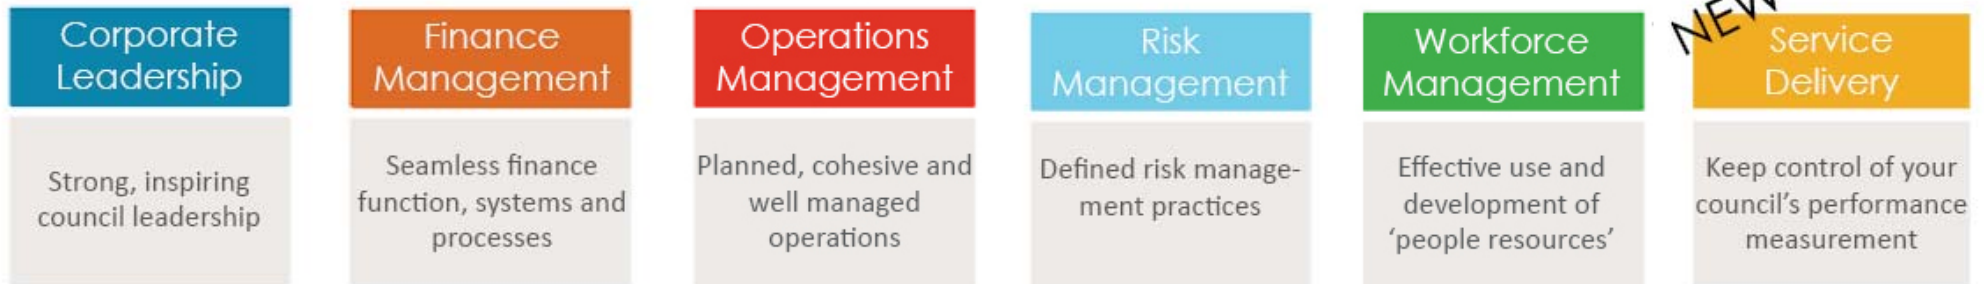 Corporate
Leadership
Strong, inspiring
council leadership
Finance
Management
Seamless finance
function, systems and
processes
Operations
Management
Planned, cohesive and
well managed
operations
Risk
Management
Defined risk manage-
ment practices
Workforce
Management
Effective use and
development of
‘people resources’
NEW
Service
Delivery
Keep control of your
council’s performance
measurement